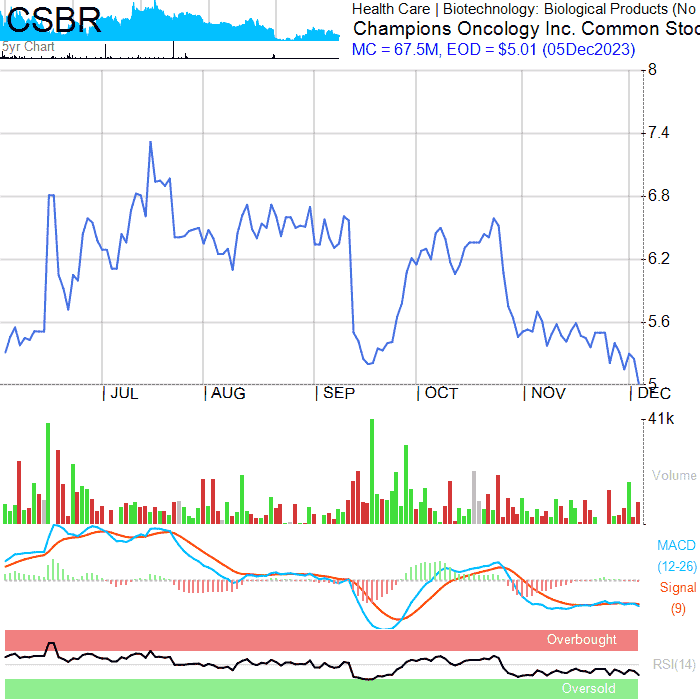 CSBR
5yr Chart
Health Care | Biotechnology: Biological Products (No
Champions Oncology Inc. Common Stoc
MC = 67.5M, EOD = $5.01 (05Dec2023)
8
7.4
6.8
6.2
5.6
5
| JUL | AUG | SEP | OCT | NOV | DEC
41k
Volume
MACD
(12-26)
Signal
(9)
Overbought
RSI(14)
Oversold